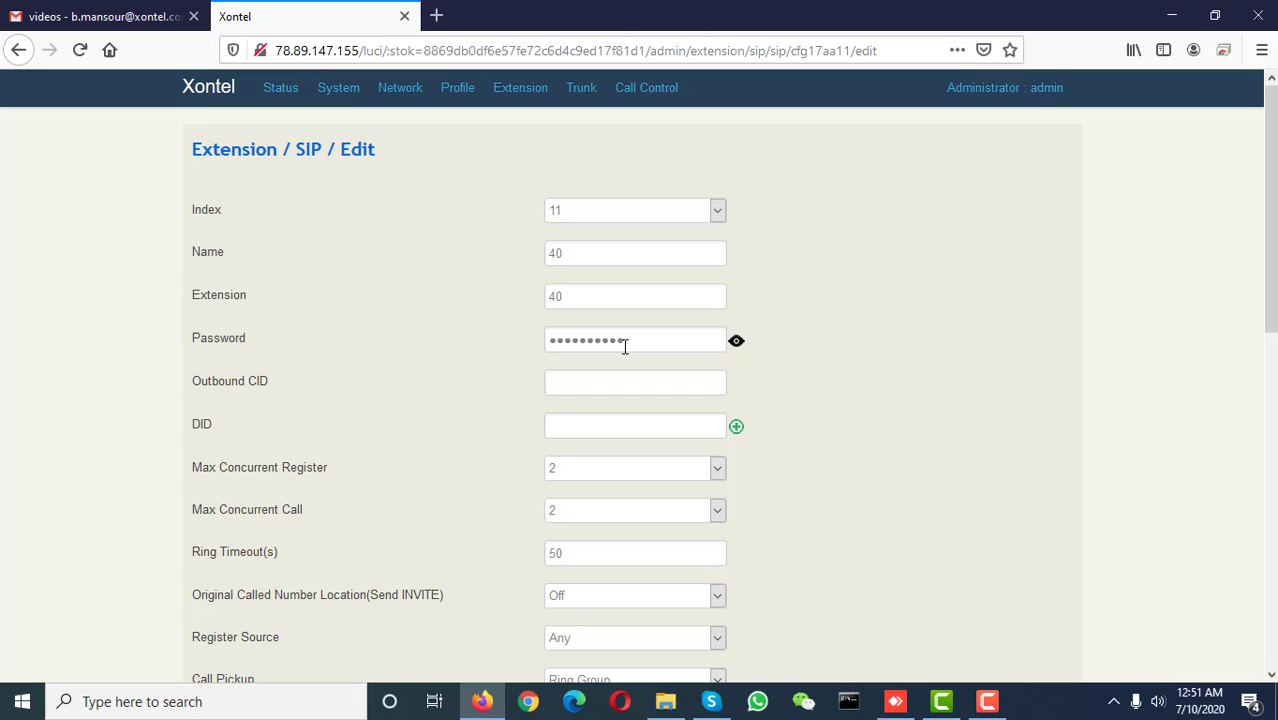 videos - b.mansour@xontel.co
Xontel
78.89.147.155/luci/;stok=8869db0df6e57fe72c6d4c9ed17f81d1/admin/extension/sip/sip/cfg17aa11/edit
Xontel Status System Network Profile Extension Trunk Call Control Administrator : admin
Extension / SIP / Edit
Index 11
Name 40
Extension 40
Password ●●●●●●●●●●
Outbound CID
DID
Max Concurrent Register 2
Max Concurrent Call 2
Ring Timeout(s) 50
Original Called Number Location(Send INVITE) Off
Register Source Any
Call Pickup Ring Group
Type here to search
12:51 AM
7/10/2020
4